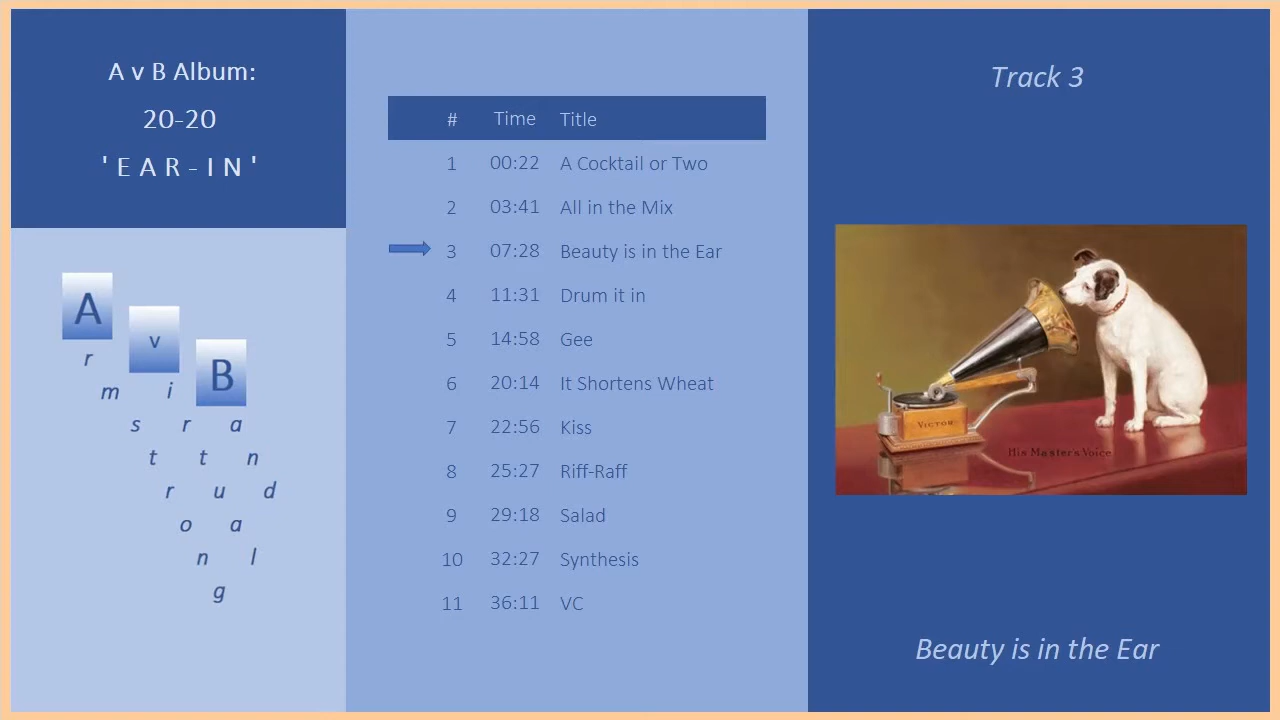 A v B Album:
20-20
'EAR-IN'
A
v
B
r
m i
s r a
t t n
r u d
o a
n l
g
# Time Title
1 00:22 A Cocktail or Two
2 03:41 All in the Mix
3 07:28 Beauty is in the Ear
4 11:31 Drum it in
5 14:58 Gee
6 20:14 It Shortens Wheat
7 22:56 Kiss
8 25:27 Riff-Raff
9 29:18 Salad
10 32:27 Synthesis
11 36:11 VC
Track 3
VICTOR
His Master's Voice
Beauty is in the Ear